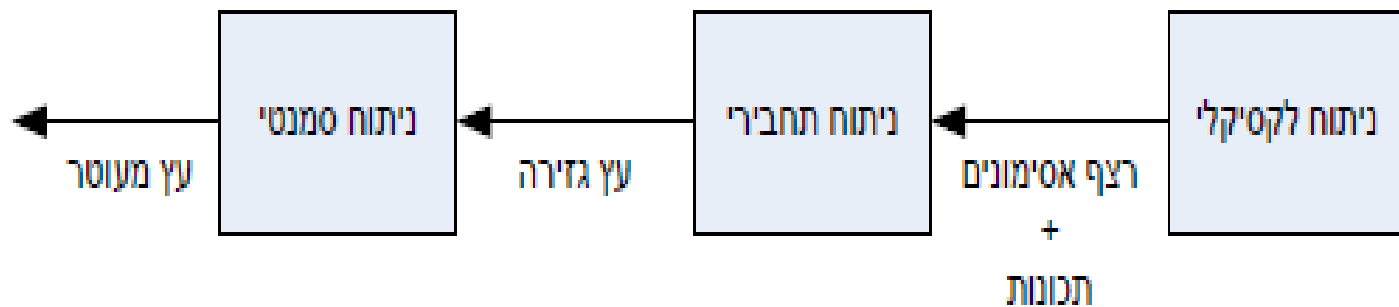 ניתוח לקסיקלי
רצף אסימונים
+
תכונות
ניתוח תחבירי
עץ גזירה
ניתוח סמנטי
עץ מעוטר